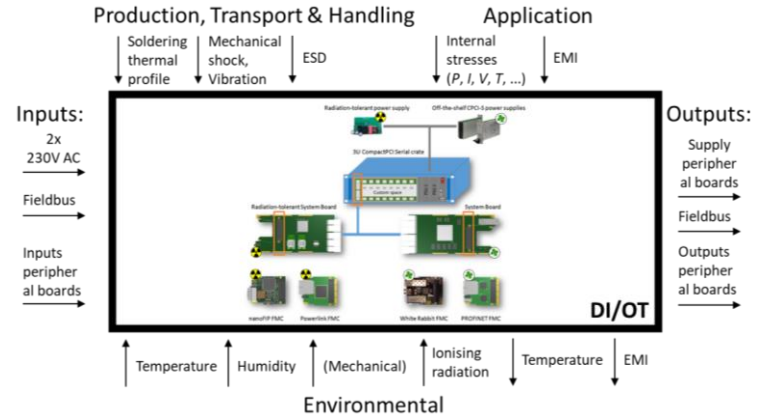 Production, Transport & Handling
Application
Soldering
thermal
profile
Mechanical
shock,
Vibration
ESD
Internal
stresses
(P, I, V, T, ...)
EMI
Inputs:
2x
230V AC
Fieldbus
Inputs
peripher
al boards
Radiation-tolerant power supply
Off-the-shelf CPCI-S power supplies
3U CompactPCI Serial crate
Custom space
Radiation-tolerant System Board
System Board
nanoFIP FMC
Powerlink FMC
White Rabbit FMC
PROFINET FMC
DI/OT
Outputs:
Supply
peripher
al boards
Fieldbus
Outputs
peripher
al boards
Temperature
Humidity
(Mechanical)
Ionising
radiation
Temperature
EMI
Environmental